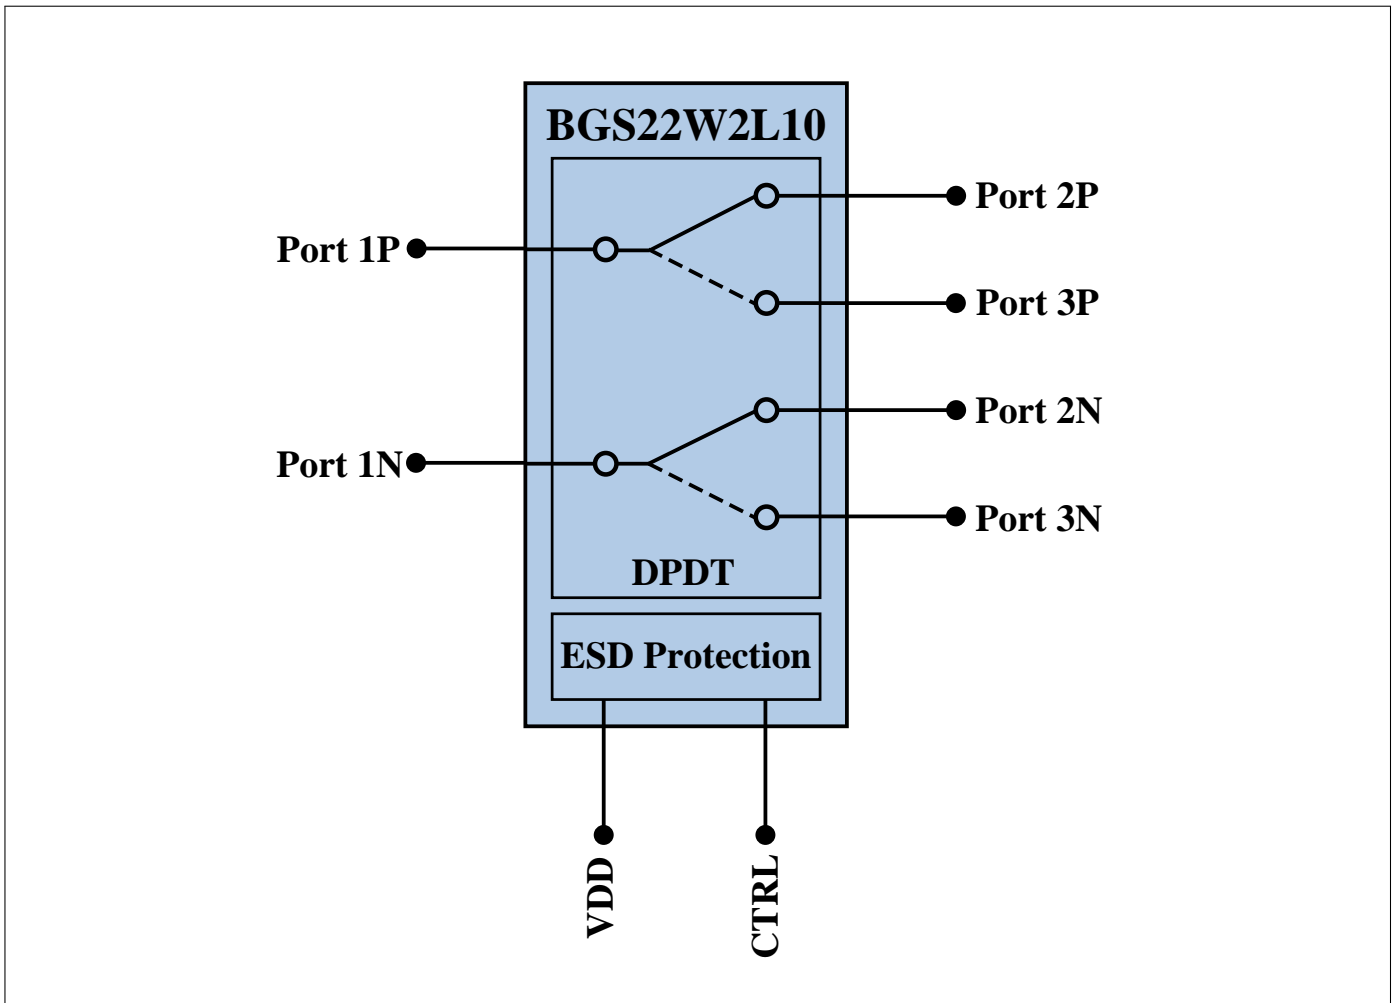 BGS22W2L10
Port 2P
Port 1P
Port 3P
Port 2N
Port 1N
Port 3N
DPDT
ESD Protection
VDD
CTRL